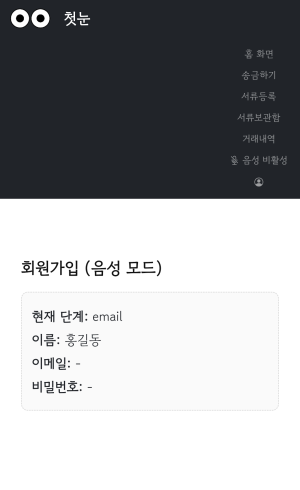 첫눈
홈 화면
송금하기
서류등록
서류보관함
거래내역
음성 비활성
회원가입 (음성 모드)
현재 단계: email
이름: 홍길동
이메일: -
비밀번호: -